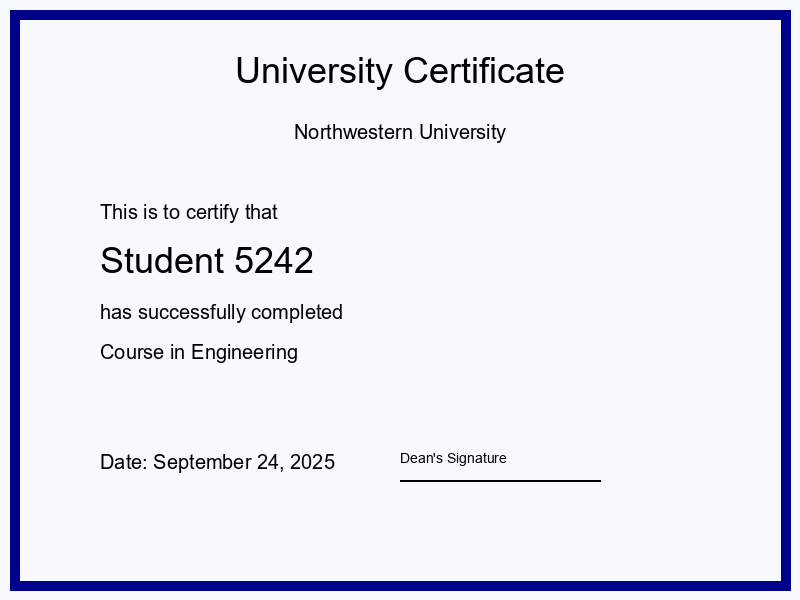 University Certificate
Northwestern University
This is to certify that
Student 5242
has successfully completed
Course in Engineering
Date: September 24, 2025
Dean's Signature